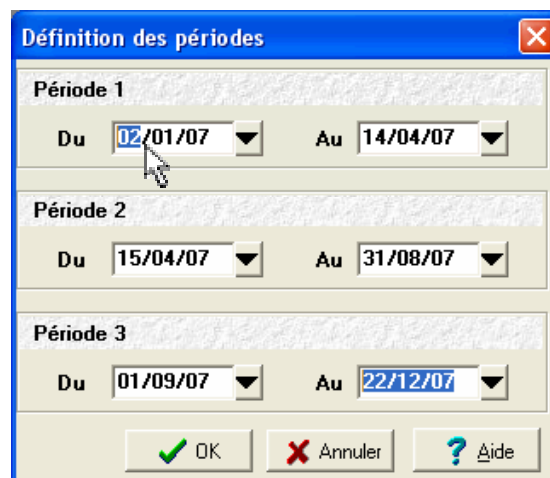 Définition des périodes
Période 1
Du 02/01/07 Au 14/04/07
Période 2
Du 15/04/07 Au 31/08/07
Période 3
Du 01/09/07 Au 22/12/07
OK Annuler ? Aide